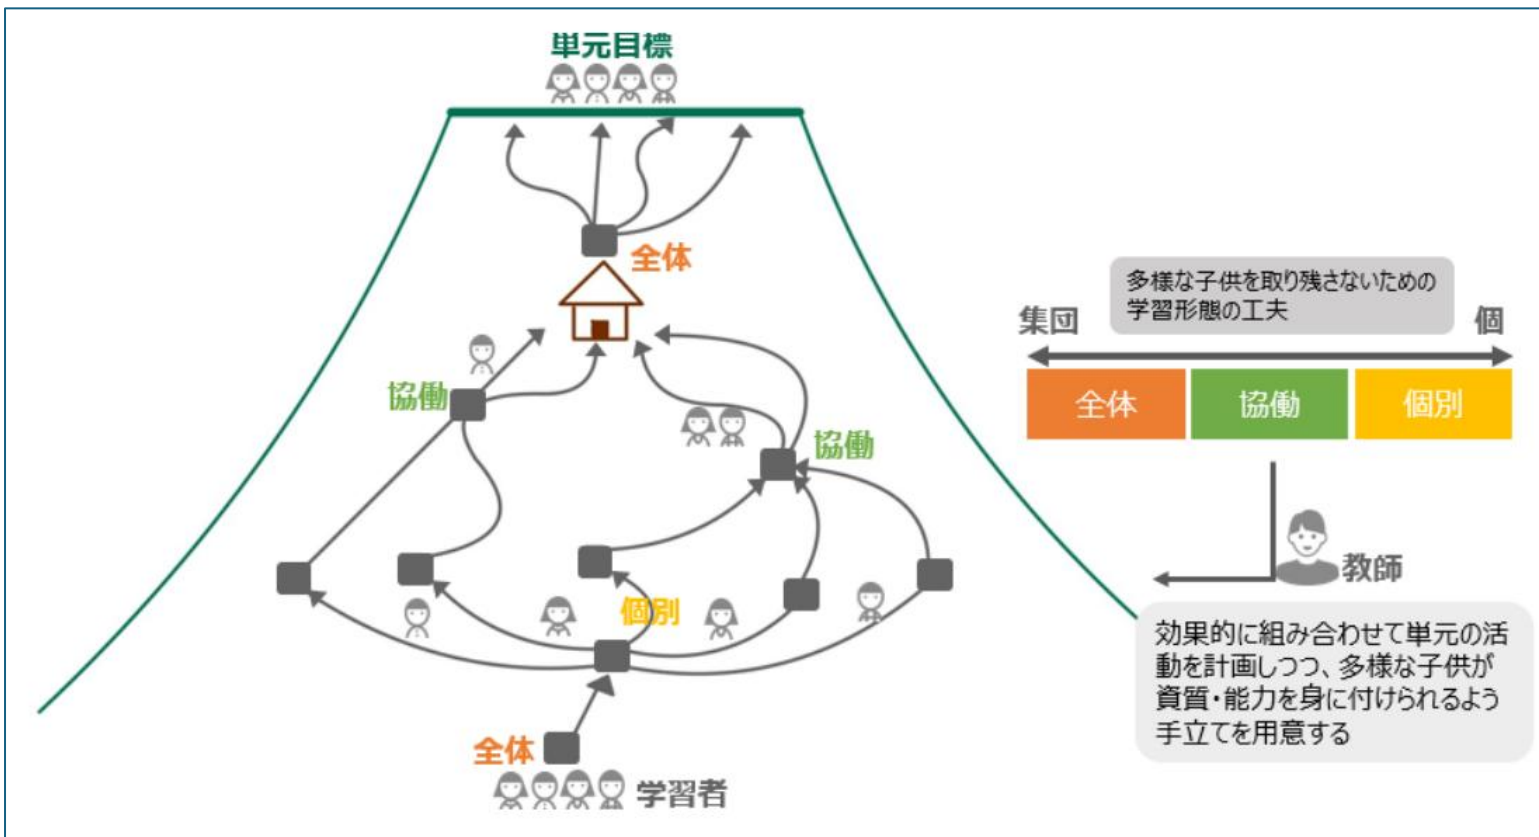 単元目標
全体
協働
協働
個別
全体
学習者
多様な子供を取り残さないための
学習形態の工夫
集団
個
全体
協働
個別
教師
効果的に組み合わせて単元の活
動を計画しつつ、多様な子供が
資質・能力を身に付けられるよう
手立てを用意する